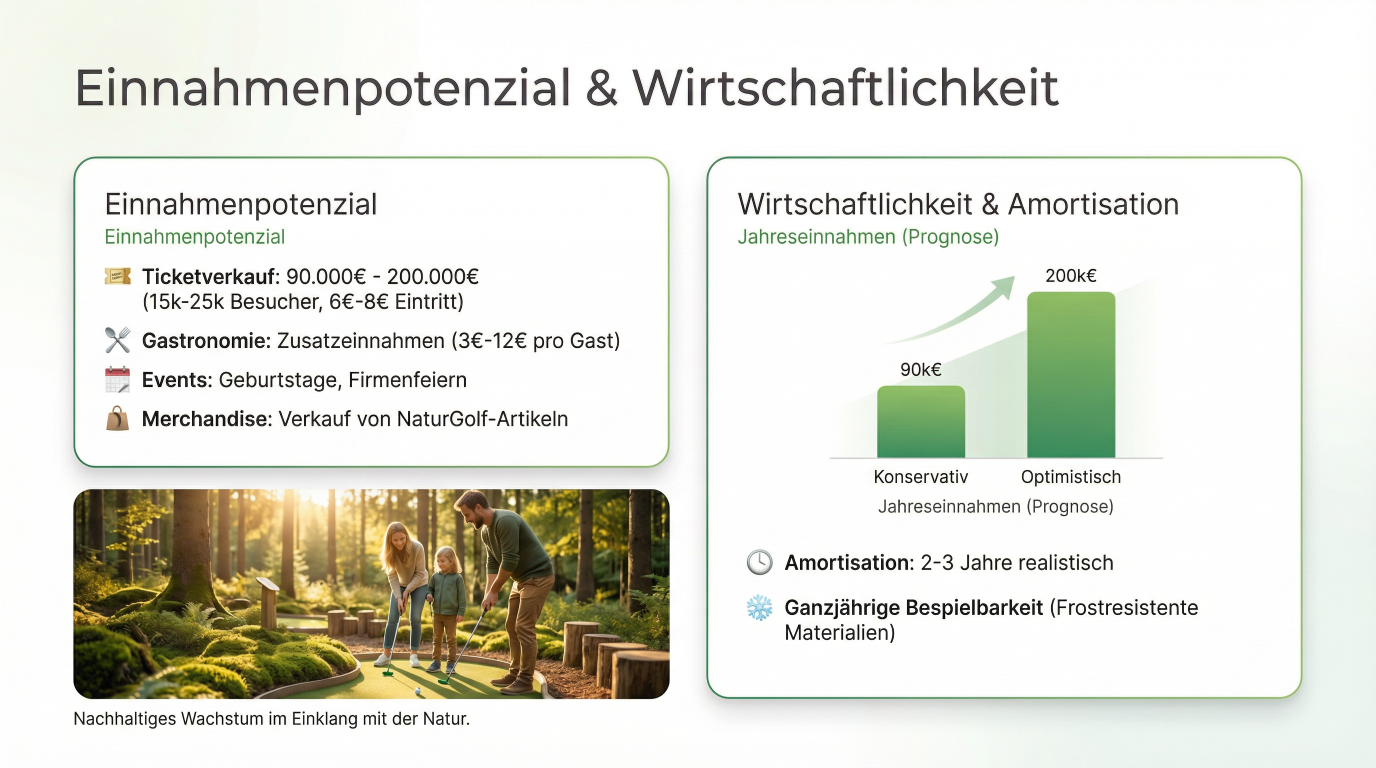 Einnahmenpotenzial & Wirtschaftlichkeit
Einnahmenpotenzial
Einnahmenpotenzial
Ticketverkauf: 90.000€ - 200.000€
(15k-25k Besucher, 6€-8€ Eintritt)
Gastronomie: Zusatzeinnahmen (3€-12€ pro Gast)
Events: Geburtstage, Firmenfeiern
Merchandise: Verkauf von NaturGolf-Artikeln
Nachhaltiges Wachstum im Einklang mit der Natur.
Wirtschaftlichkeit & Amortisation
Jahreseinnahmen (Prognose)
200k€
90k€
Konservativ
Optimistisch
Jahreseinnahmen (Prognose)
Amortisation: 2-3 Jahre realistisch
Ganzjährige Bespielbarkeit (Frostresistente
Materialien)